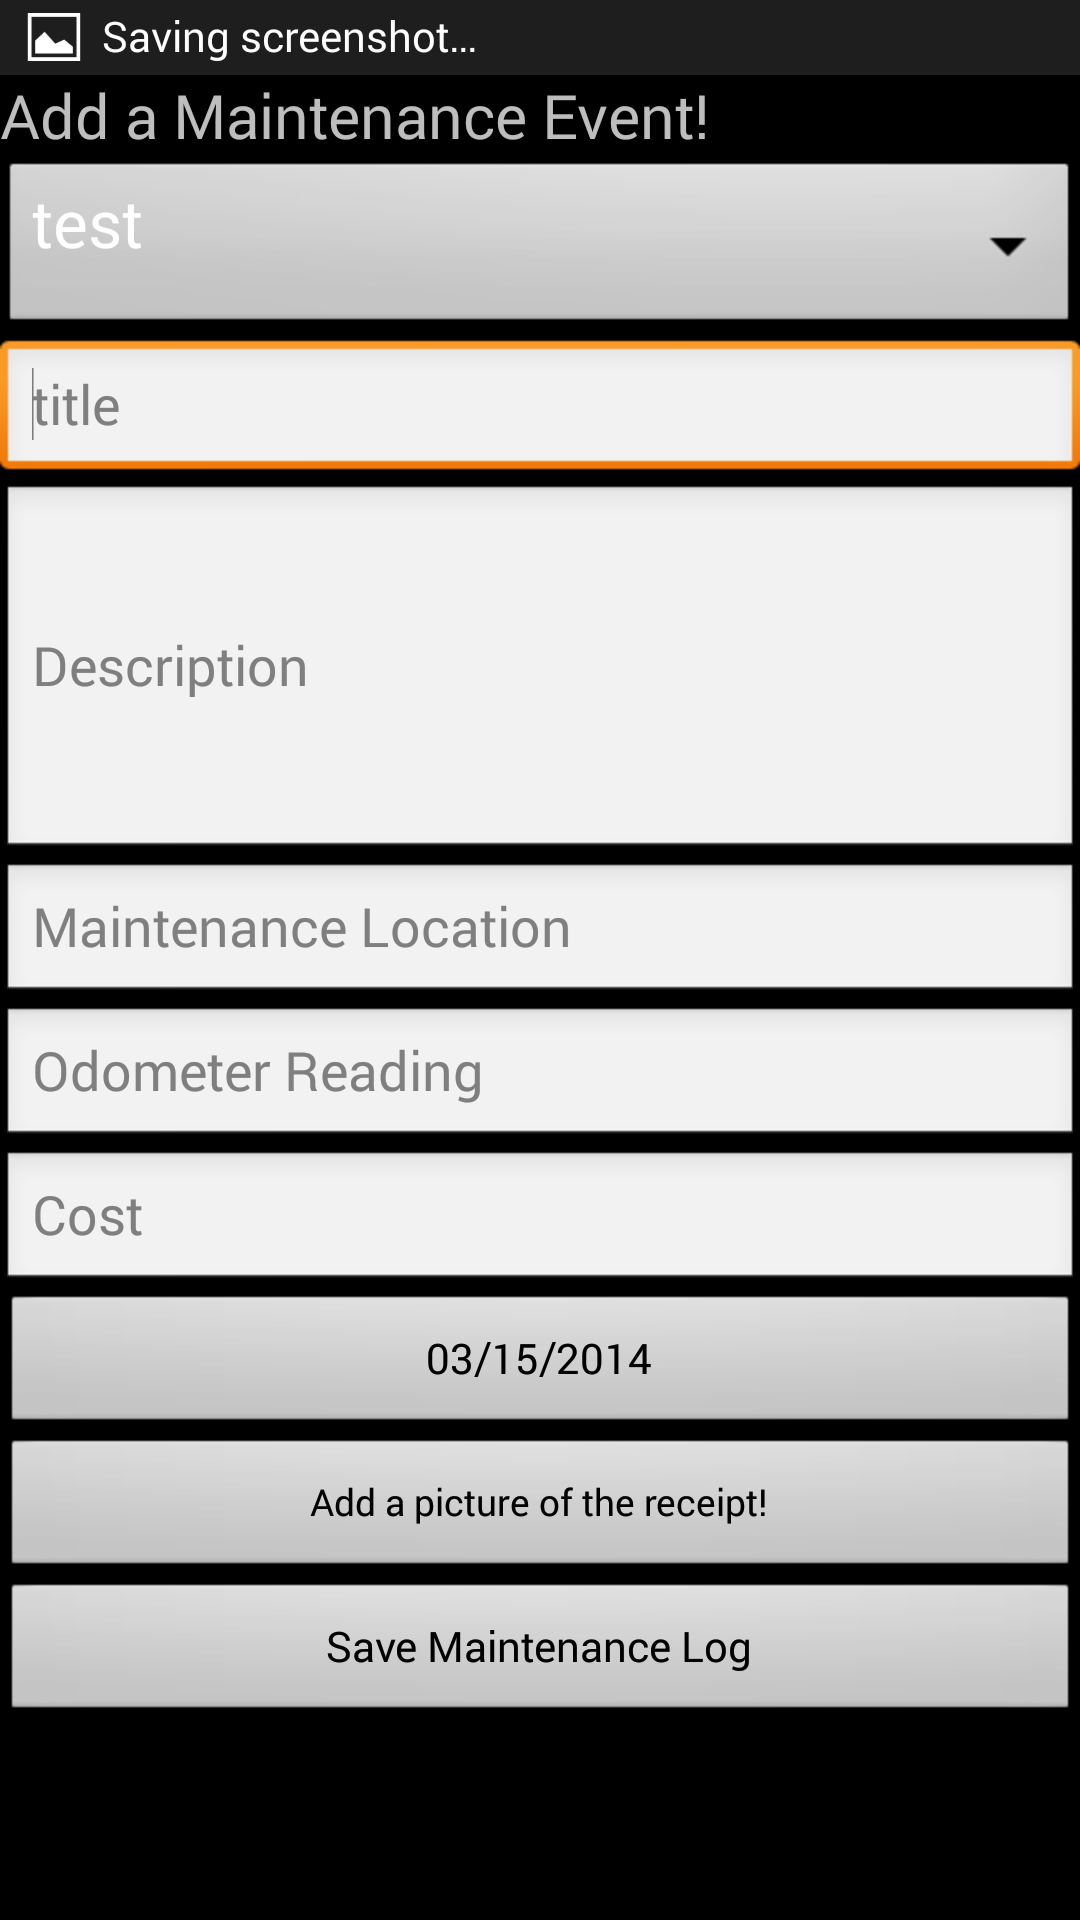 Saving screenshot...
Add a Maintenance Event!
test
title
Description
Maintenance Location
Odometer Reading
Cost
03/15/2014
Add a picture of the receipt!
Save Maintenance Log